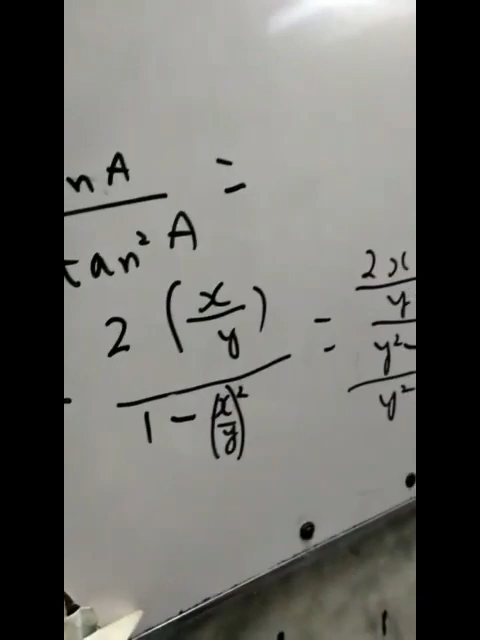 nA
=
tan² A
2 (x/y) / 1 - (x/y)² = 2x/y / y²-/y²